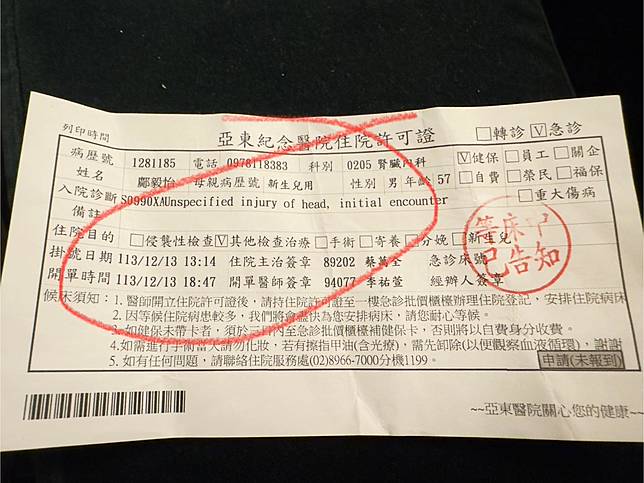 列印時間
亞東紀念醫院住院許可證
□轉診 ☑急診
病歷號 1281185 電話 0978118383 科別 0205 腎臟內科 ☑健保 □員工 □關企
姓名 鄺毅怡 母親病歷號 新生兒用 性別 男 年齡 57 □自費 □榮民 □福保
入院診斷 S0990XAUnspecified injury of head, initial encounter □重大傷病
備註
住院目的 □侵襲性檢查 ☑其他檢查治療 □手術 □寄養 □分娩 □新生兒
掛號日期 113/12/13 13:14 住院主治簽章 89202 蔡萬全 急診床號
開單時間 113/12/13 18:47 開單醫師簽章 94077 李祐萱 經辦人簽章
等床中
已告知
候床須知：1. 醫師開立住院許可證後，請持住院許可證至一樓急診批價櫃檯辦理住院登記，安排住院病床
2. 因等候住院病患較多，我們將會盡快為您安排病床，請您耐心等候。
3. 如健保未帶卡者，須於三日內至急診批價櫃檯補健保卡，否則將以自費身分收費。
4. 如需進行手術當天請勿化妝，若有擦指甲油(含光療)，需先卸除(以便觀察血液循環)，謝謝
5. 如有任何問題，請聯絡住院服務處(02)8966-7000分機1199。
申請(未報到)
~~亞東醫院關心您的健康~~